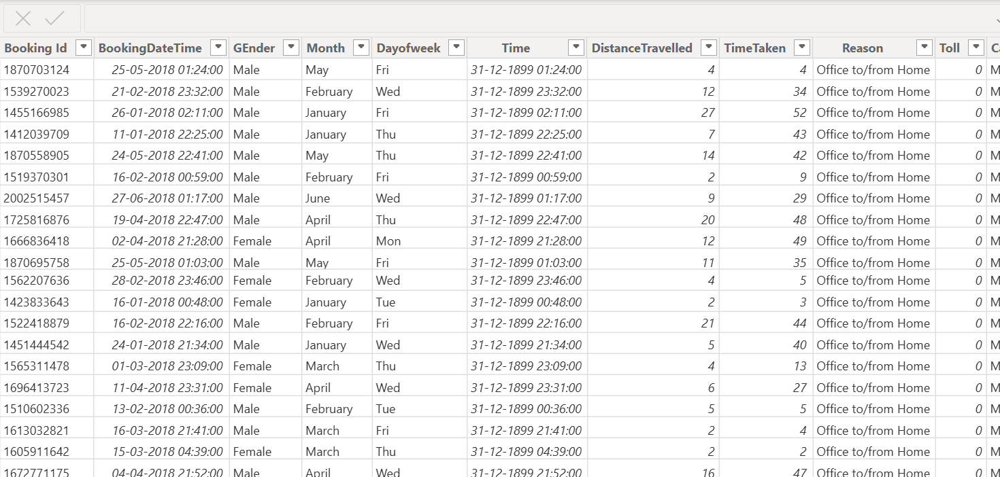 Booking Id BookingDateTime GEnder Month Dayofweek Time DistanceTravelled TimeTaken Reason Toll
1870703124 25-05-2018 01:24:00 Male May Fri 31-12-1899 01:24:00 4 4 Office to/from Home 0 M
1539270023 21-02-2018 23:32:00 Male February Wed 31-12-1899 23:32:00 12 34 Office to/from Home 0 M
1455166985 26-01-2018 02:11:00 Male January Fri 31-12-1899 02:11:00 27 52 Office to/from Home 0 M
1412039709 11-01-2018 22:25:00 Male January Thu 31-12-1899 22:25:00 7 43 Office to/from Home 0 M
1870558905 24-05-2018 22:41:00 Male May Thu 31-12-1899 22:41:00 14 42 Office to/from Home 0 M
1519370301 16-02-2018 00:59:00 Male February Fri 31-12-1899 00:59:00 2 9 Office to/from Home 0 M
2002515457 27-06-2018 01:17:00 Male June Wed 31-12-1899 01:17:00 9 29 Office to/from Home 0 M
1725816876 19-04-2018 22:47:00 Male April Thu 31-12-1899 22:47:00 20 48 Office to/from Home 0 M
1666836418 02-04-2018 21:28:00 Female April Mon 31-12-1899 21:28:00 12 49 Office to/from Home 0 M
1870695758 25-05-2018 01:03:00 Male May Fri 31-12-1899 01:03:00 11 35 Office to/from Home 0 M
1562207636 28-02-2018 23:46:00 Female February Wed 31-12-1899 23:46:00 4 5 Office to/from Home 0 M
1423833643 16-01-2018 00:48:00 Female January Tue 31-12-1899 00:48:00 2 3 Office to/from Home 0 M
1522418879 16-02-2018 22:16:00 Male February Fri 31-12-1899 22:16:00 21 44 Office to/from Home 0 M
1451444542 24-01-2018 21:34:00 Male January Wed 31-12-1899 21:34:00 5 40 Office to/from Home 0 M
1565311478 01-03-2018 23:09:00 Female March Thu 31-12-1899 23:09:00 4 13 Office to/from Home 0 M
1696413723 11-04-2018 23:31:00 Female April Wed 31-12-1899 23:31:00 6 27 Office to/from Home 0 M
1510602336 13-02-2018 00:36:00 Male February Tue 31-12-1899 00:36:00 5 5 Office to/from Home 0 M
1613032821 16-03-2018 21:41:00 Male March Fri 31-12-1899 21:41:00 2 4 Office to/from Home 0 M
1605911642 15-03-2018 04:39:00 Female March Thu 31-12-1899 04:39:00 2 2 Office to/from Home 0 M
1672771175 04-04-2018 21:52:00 Male April Wed 31-12-1899 21:52:00 16 47 Office to/from Home 0 M